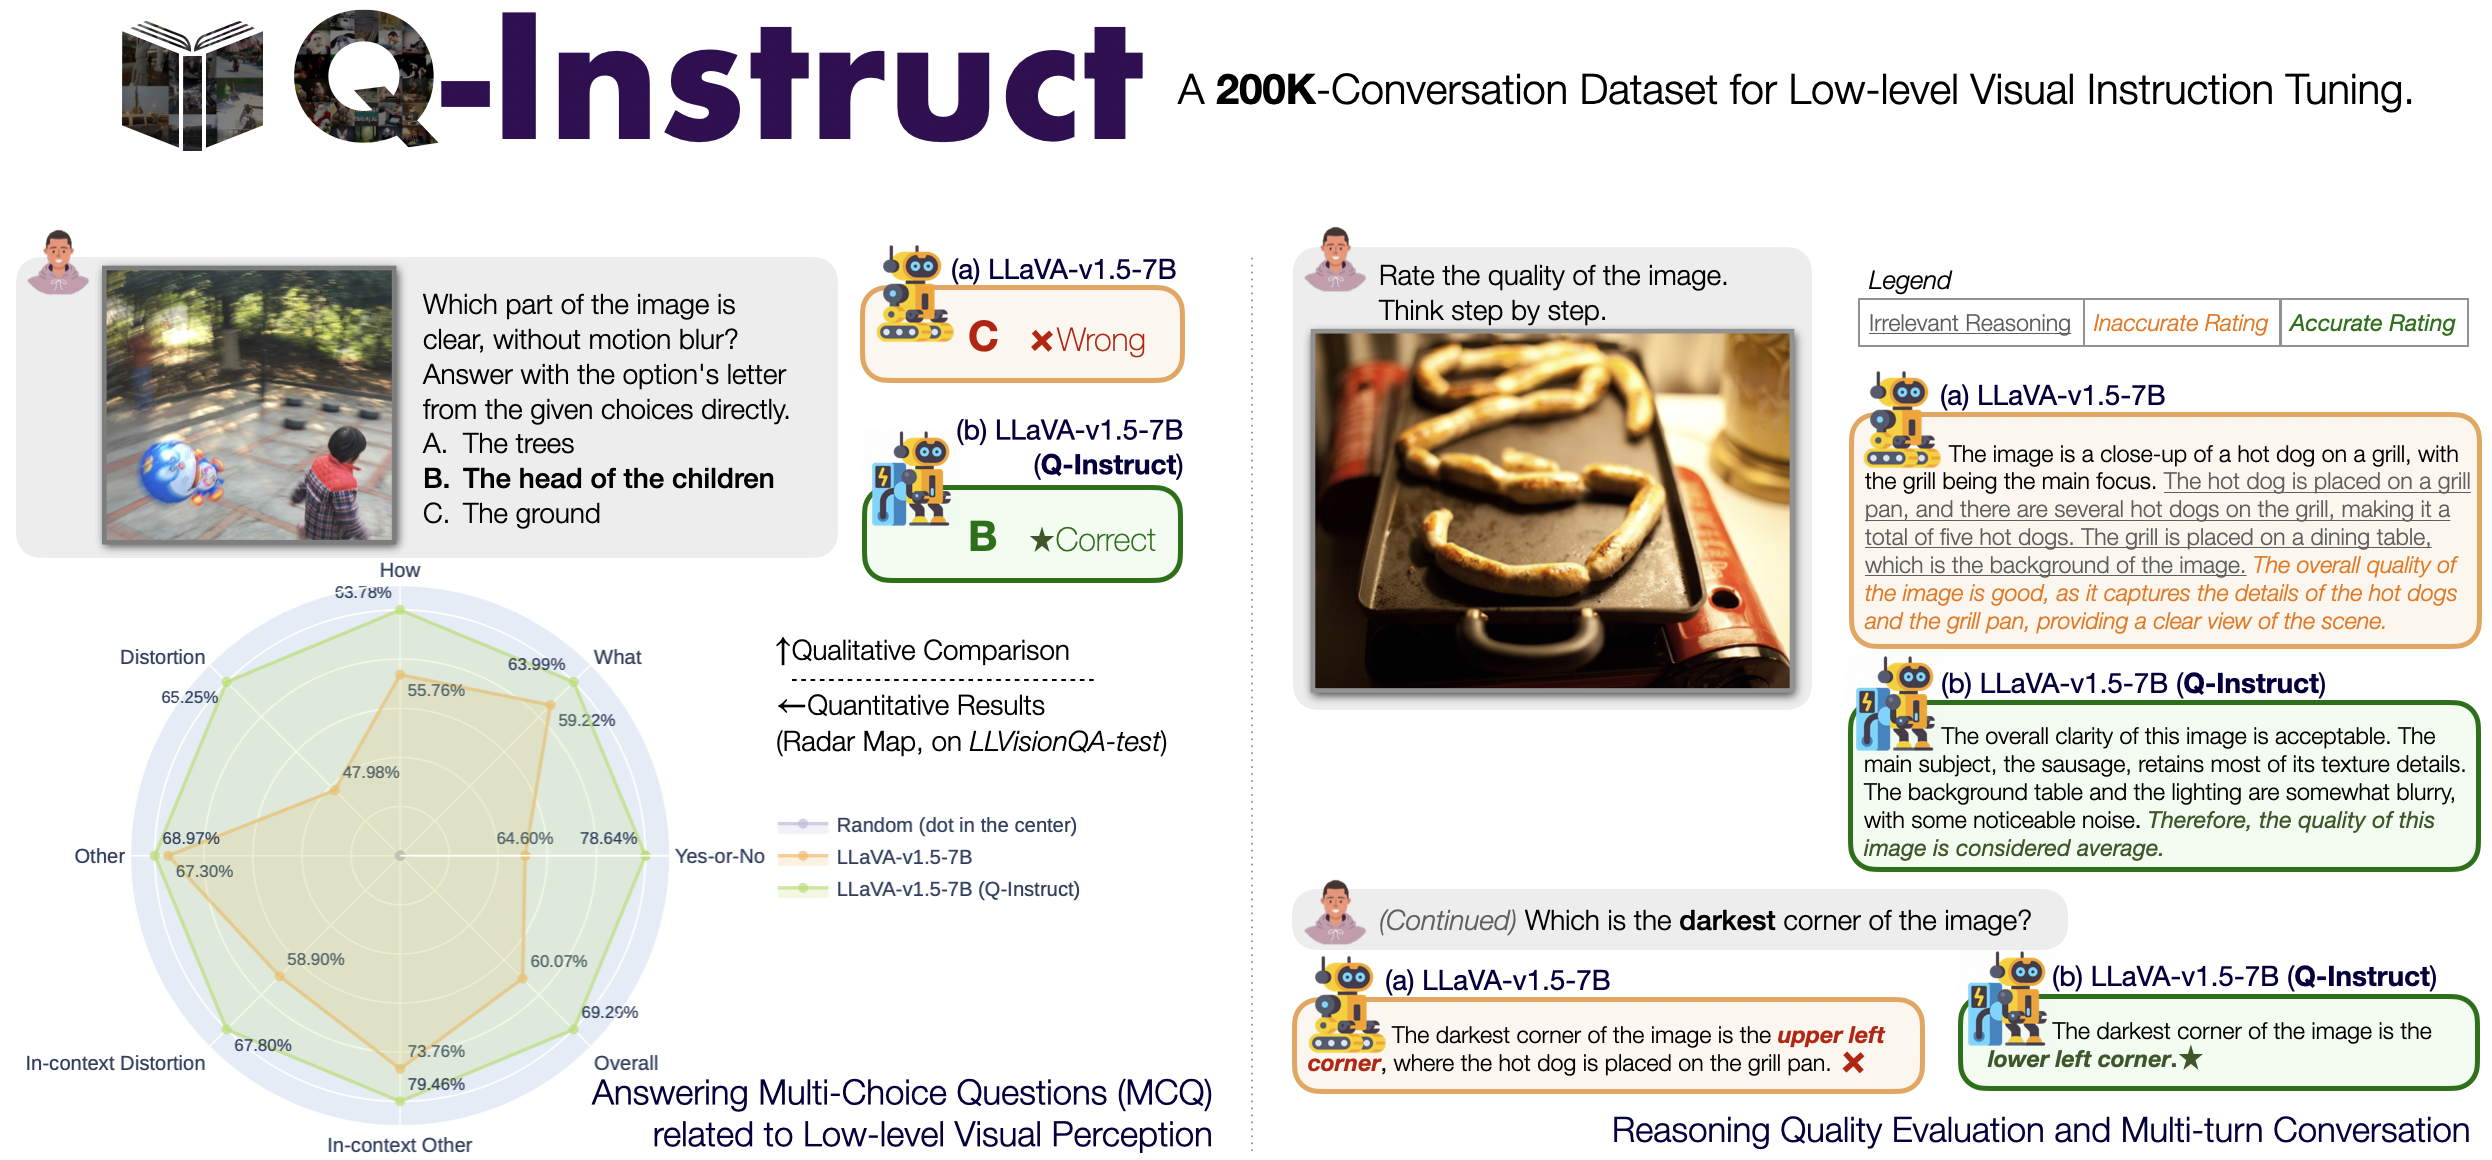 Q-Instruct
A 200K-Conversation Dataset for Low-level Visual Instruction Tuning.
Which part of the image is
clear, without motion blur?
Answer with the option's letter
from the given choices directly.
A. The trees
B. The head of the children
C. The ground
(a) LLaVA-v1.5-7B
C ✖Wrong
(b) LLaVA-v1.5-7B
(Q-Instruct)
B ★Correct
How
63.78%
55.76%
What
63.99%
59.22%
Distortion
65.25%
47.98%
Other
68.97%
67.30%
Yes-or-No
64.60%
78.64%
58.90%
60.07%
In-context Distortion
67.80%
Overall
69.29%
73.76%
79.46%
In-context Other
↑Qualitative Comparison
←Quantitative Results
(Radar Map, on LLVisionQA-test)
Random (dot in the center)
LLaVA-v1.5-7B
LLaVA-v1.5-7B (Q-Instruct)
Answering Multi-Choice Questions (MCQ)
related to Low-level Visual Perception
Rate the quality of the image.
Think step by step.
Legend
Irrelevant Reasoning Inaccurate Rating Accurate Rating
(a) LLaVA-v1.5-7B
The image is a close-up of a hot dog on a grill, with
the grill being the main focus. The hot dog is placed on a grill
pan, and there are several hot dogs on the grill, making it a
total of five hot dogs. The grill is placed on a dining table,
which is the background of the image. The overall quality of
the image is good, as it captures the details of the hot dogs
and the grill pan, providing a clear view of the scene.
(b) LLaVA-v1.5-7B (Q-Instruct)
The overall clarity of this image is acceptable. The
main subject, the sausage, retains most of its texture details.
The background table and the lighting are somewhat blurry,
with some noticeable noise. Therefore, the quality of this
image is considered average.
(Continued) Which is the darkest corner of the image?
(a) LLaVA-v1.5-7B
The darkest corner of the image is the upper left
corner, where the hot dog is placed on the grill pan. ✖
(b) LLaVA-v1.5-7B (Q-Instruct)
The darkest corner of the image is the
lower left corner.★
Reasoning Quality Evaluation and Multi-turn Conversation